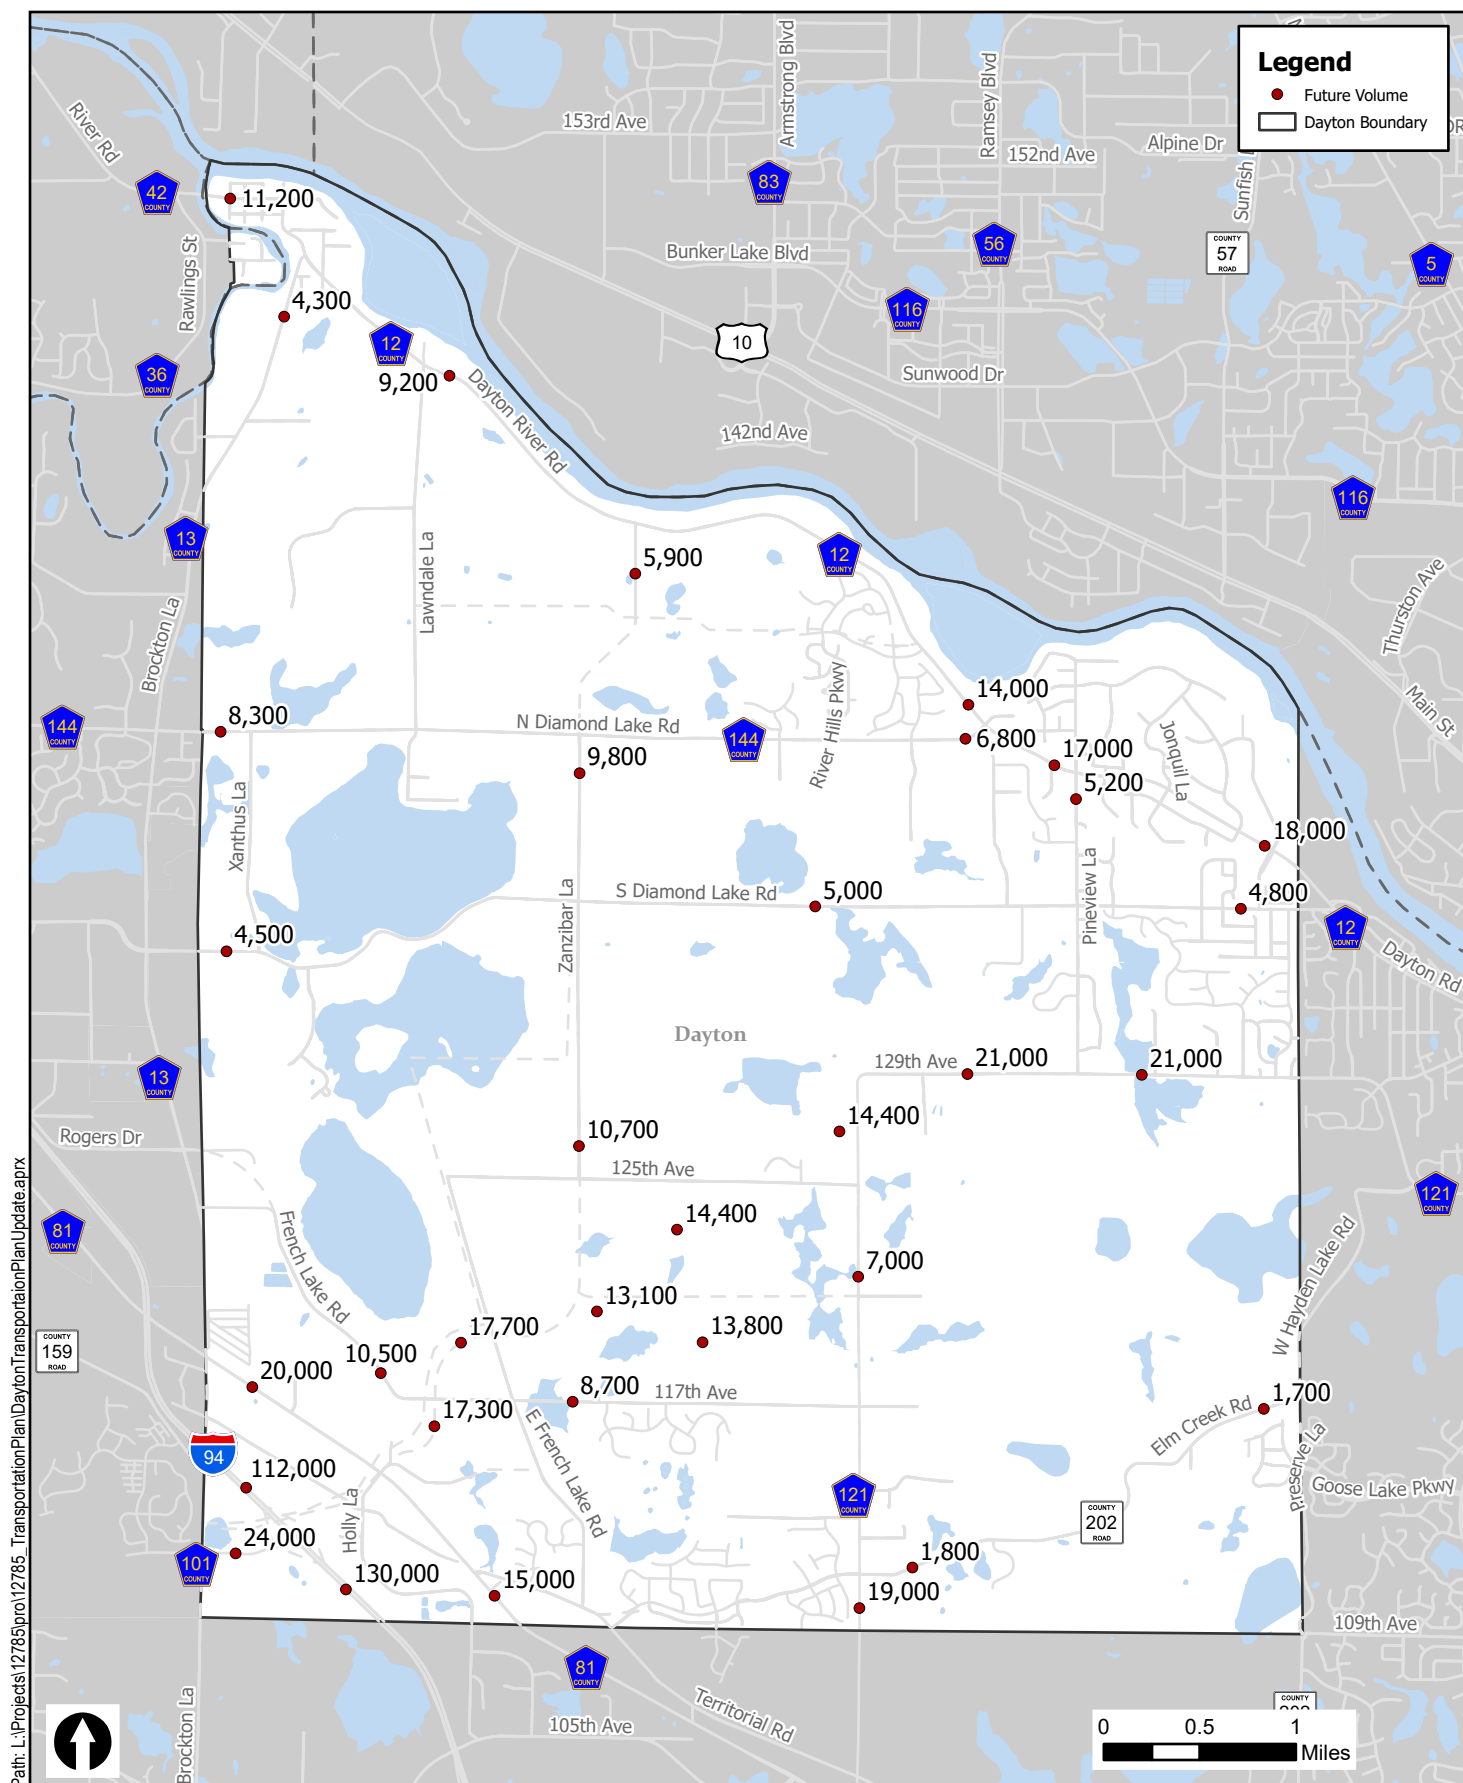 Legend
Future Volume
Dayton Boundary
River Rd
153rd Ave
Armstrong Blvd
Ramsey Blvd
152nd Ave
Alpine Dr
Sunfish
42
COUNTY
11,200
83
COUNTY
56
COUNTY
COUNTY
57
ROAD
5
COUNTY
Rawlings St
Bunker Lake Blvd
4,300
116
COUNTY
12
COUNTY
10
36
COUNTY
9,200
Dayton River Rd
Sunwood Dr
142nd Ave
116
COUNTY
13
COUNTY
Lawndale La
5,900
12
COUNTY
Thurston Ave
Brockton La
River Hills Pkwy
14,000
Main St
144
COUNTY
8,300
N Diamond Lake Rd
144
COUNTY
6,800
17,000
Jonquil La
9,800
5,200
Xanthus La
18,000
S Diamond Lake Rd
5,000
Pineview La
4,800
12
COUNTY
4,500
Zanzibar La
Dayton Rd
Dayton
13
COUNTY
129th Ave
21,000
21,000
Rogers Dr
14,400
10,700
125th Ave
121
COUNTY
81
COUNTY
French Lake Rd
14,400
W Hayden Lake Rd
7,000
13,100
COUNTY
159
ROAD
17,700
13,800
10,500
20,000
8,700
117th Ave
1,700
17,300
E French Lake Rd
Elm Creek Rd
94
112,000
Preserve La
Goose Lake Pkwy
121
COUNTY
COUNTY
202
ROAD
Holly La
24,000
101
COUNTY
130,000
15,000
1,800
19,000
109th Ave
81
COUNTY
Territorial Rd
105th Ave
Brockton La
COUNTY
0 0.5 1
Miles
Path: L:\Projects\12785\pro\12785_TransportationPlan\DaytonTransportaionPlanUpdate.aprx